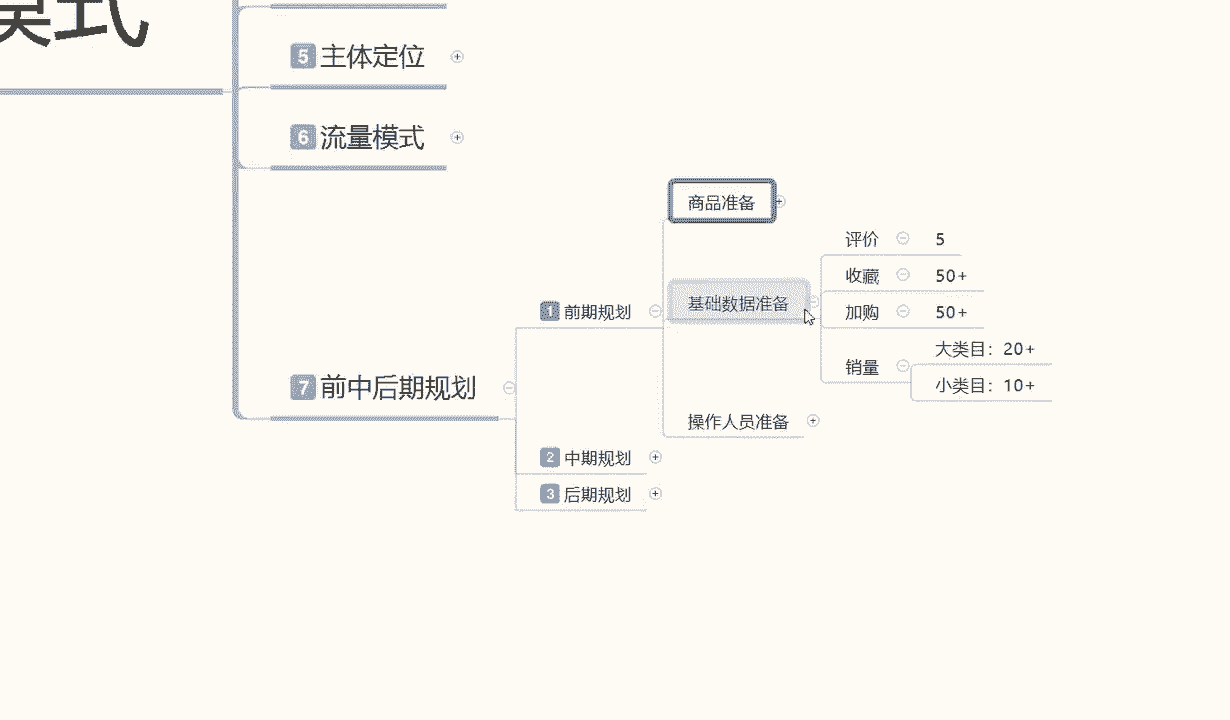 模式
5 主体定位
6 流量模式
7 前中后期规划
1 前期规划
商品准备
基础数据准备
评价 5
收藏 50+
加购 50+
销量
大类目：20+
小类目：10+
操作人员准备
2 中期规划
3 后期规划